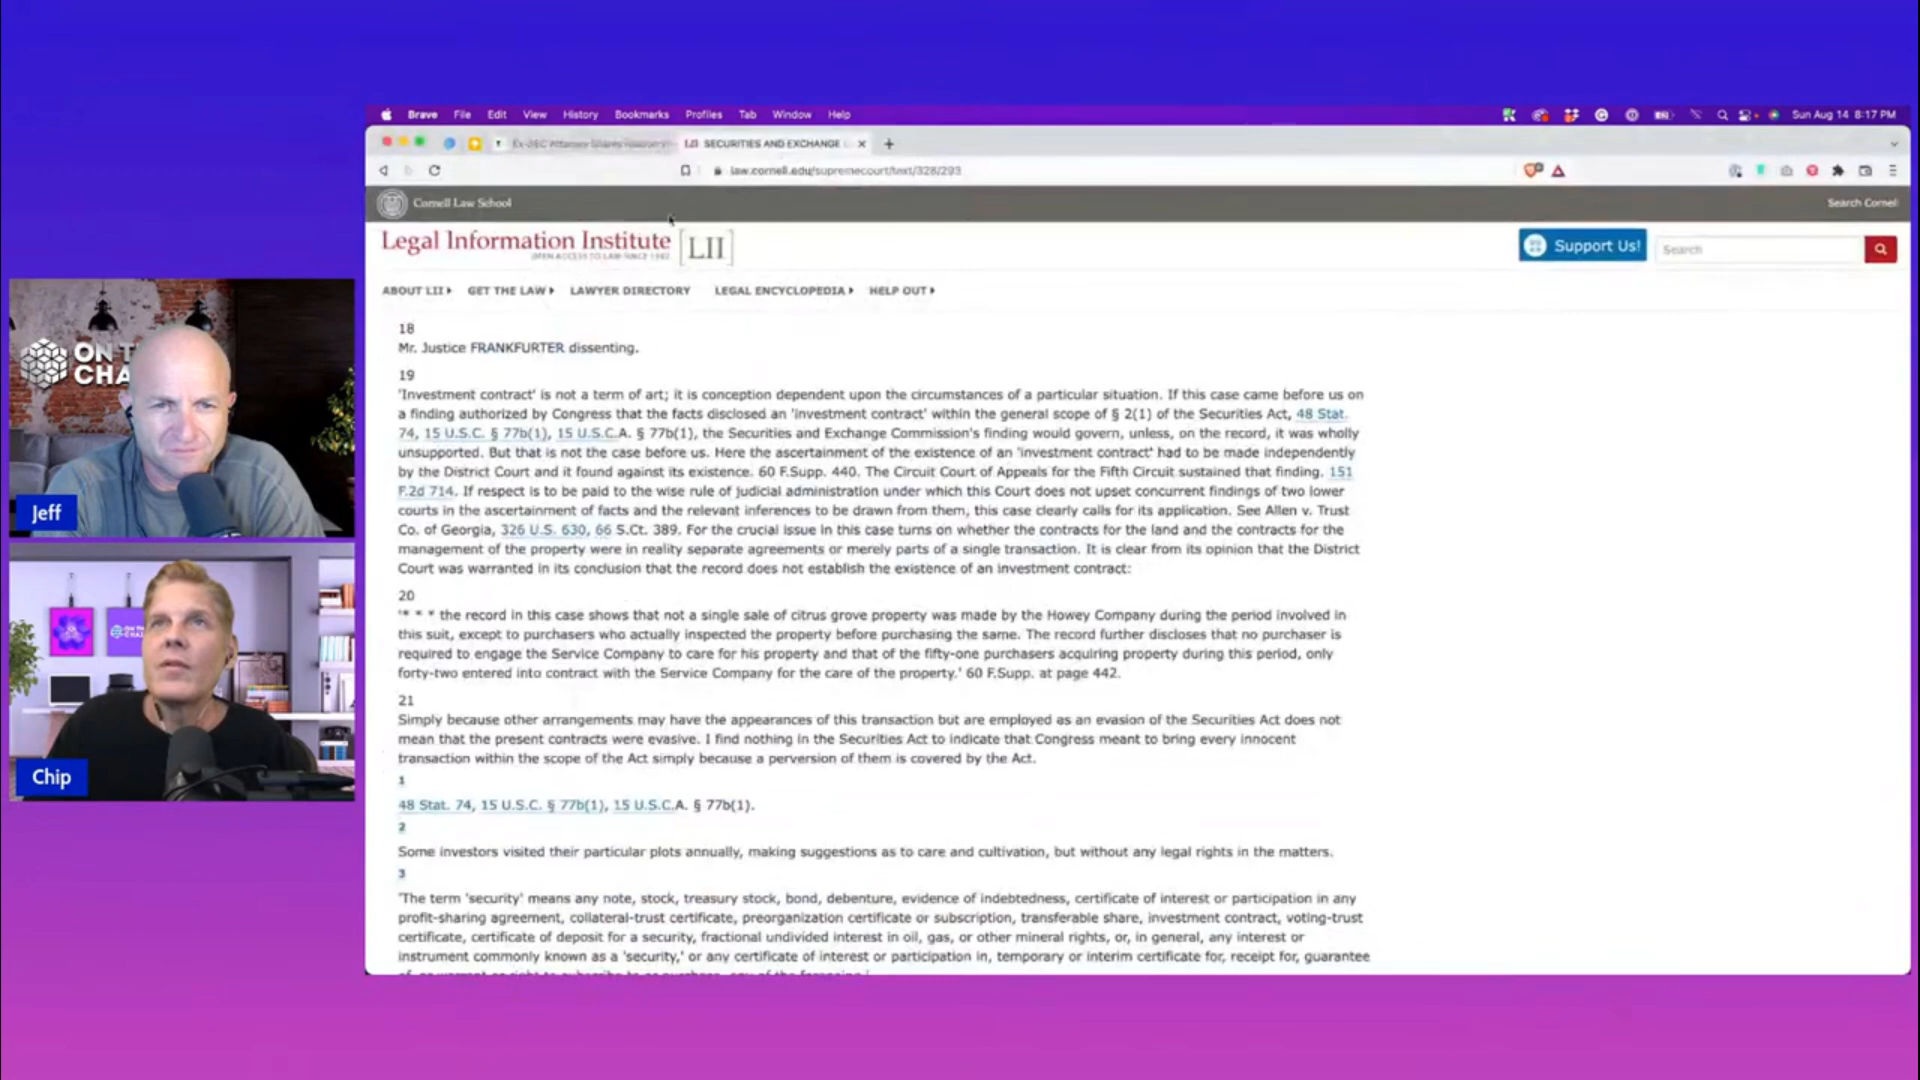 Brave File Edit View History Bookmarks Profiles Tab Window Help
Sun Aug 14 8:17 PM
Ex-SEC Attorney Shares
LII SECURITIES AND EXCHANGE
law.cornell.edu/supremecourt/text/328/293
Cornell Law School
Search Cornell
Legal Information Institute [LII]
OPEN ACCESS TO LAW SINCE 1992
Support Us!
Search
ABOUT LII GET THE LAW LAWYER DIRECTORY LEGAL ENCYCLOPEDIA HELP OUT
18
Mr. Justice FRANKFURTER dissenting.
19
'Investment contract' is not a term of art; it is conception dependent upon the circumstances of a particular situation. If this case came before us on
a finding authorized by Congress that the facts disclosed an 'investment contract' within the general scope of § 2(1) of the Securities Act, 48 Stat.
74, 15 U.S.C. § 77b(1), 15 U.S.C.A. § 77b(1), the Securities and Exchange Commission's finding would govern, unless, on the record, it was wholly
unsupported. But that is not the case before us. Here the ascertainment of the existence of an 'investment contract' had to be made independently
by the District Court and it found against its existence. 60 F.Supp. 440. The Circuit Court of Appeals for the Fifth Circuit sustained that finding. 151
F.2d 714. If respect is to be paid to the wise rule of judicial administration under which this Court does not upset concurrent findings of two lower
courts in the ascertainment of facts and the relevant inferences to be drawn from them, this case clearly calls for its application. See Allen v. Trust
Co. of Georgia, 326 U.S. 630, 66 S.Ct. 389. For the crucial issue in this case turns on whether the contracts for the land and the contracts for the
management of the property were in reality separate agreements or merely parts of a single transaction. It is clear from its opinion that the District
Court was warranted in its conclusion that the record does not establish the existence of an investment contract:
20
'* * * the record in this case shows that not a single sale of citrus grove property was made by the Howey Company during the period involved in
this suit, except to purchasers who actually inspected the property before purchasing the same. The record further discloses that no purchaser is
required to engage the Service Company to care for his property and that of the fifty-one purchasers acquiring property during this period, only
forty-two entered into contract with the Service Company for the care of the property.' 60 F.Supp. at page 442.
21
Simply because other arrangements may have the appearances of this transaction but are employed as an evasion of the Securities Act does not
mean that the present contracts were evasive. I find nothing in the Securities Act to indicate that Congress meant to bring every innocent
transaction within the scope of the Act simply because a perversion of them is covered by the Act.
1
48 Stat. 74, 15 U.S.C. § 77b(1), 15 U.S.C.A. § 77b(1).
2
Some investors visited their particular plots annually, making suggestions as to care and cultivation, but without any legal rights in the matters.
3
'The term 'security' means any note, stock, treasury stock, bond, debenture, evidence of indebtedness, certificate of interest or participation in any
profit-sharing agreement, collateral-trust certificate, preorganization certificate or subscription, transferable share, investment contract, voting-trust
certificate, certificate of deposit for a security, fractional undivided interest in oil, gas, or other mineral rights, or, in general, any interest or
instrument commonly known as a 'security,' or any certificate of interest or participation in, temporary or interim certificate for, receipt for, guarantee
ON T
CHA
Jeff
Chip